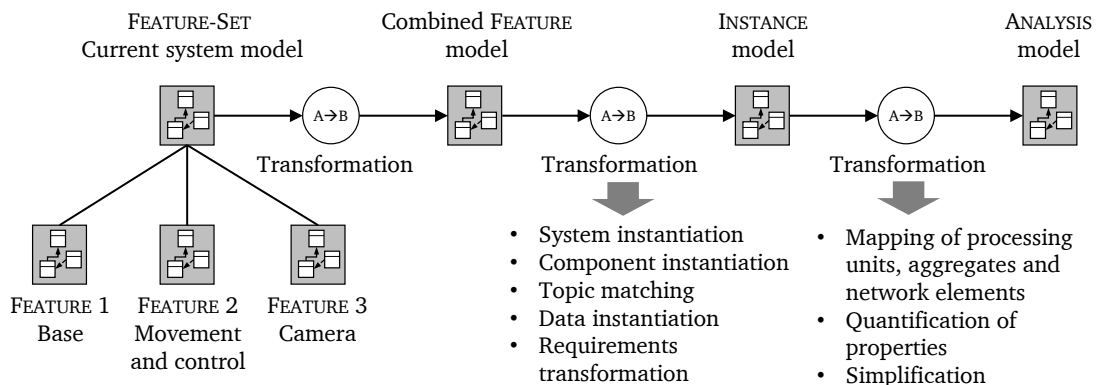 FEATURE-SET
Current system model
Combined FEATURE
model
INSTANCE
model
ANALYSIS
model
A→B
A→B
A→B
Transformation
Transformation
Transformation
FEATURE 1
Base
FEATURE 2
Movement
and control
FEATURE 3
Camera
• System instantiation
• Component instantiation
• Topic matching
• Data instantiation
• Requirements
transformation
• Mapping of processing
units, aggregates and
network elements
• Quantification of
properties
• Simplification